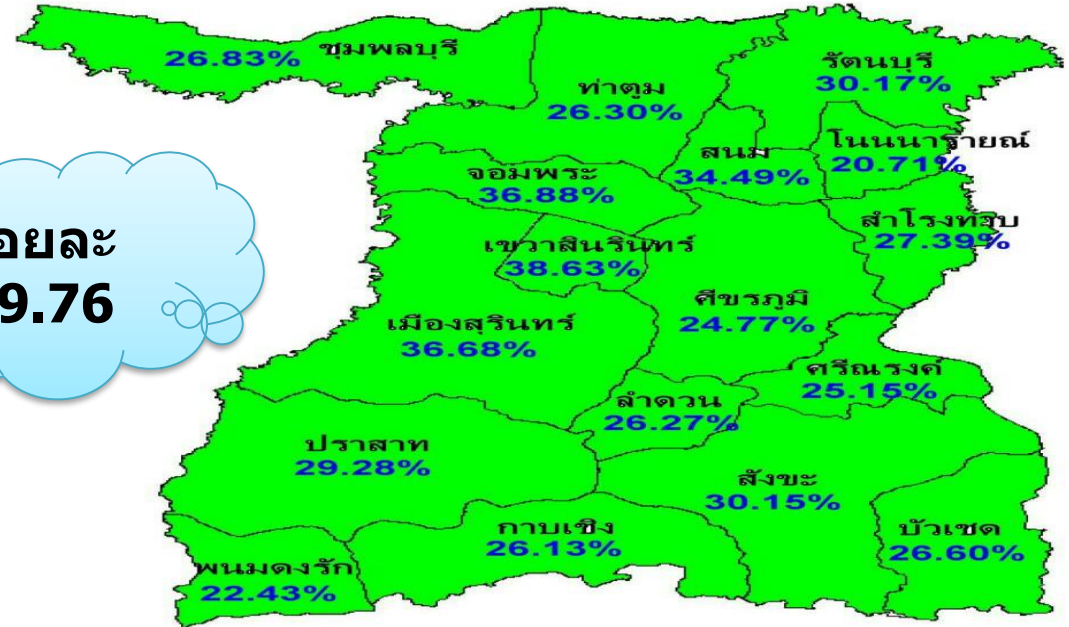 ชุมพลบุรี
26.83%
ท่าตูม
26.30%
รัตนบุรี
30.17%
สนม
34.49%
โนนนารายณ์
20.71%
จอมพระ
36.88%
สำโรงทาบ
27.39%
เขวาสินรินทร์
38.63%
ศีขรภูมิ
24.77%
เมืองสุรินทร์
36.68%
ศรีณรงค์
25.15%
ลำดวน
26.27%
ปราสาท
29.28%
สังขะ
30.15%
กาบเชิง
26.13%
บัวเชด
26.60%
พนมดงรัก
22.43%
อยละ
9.76